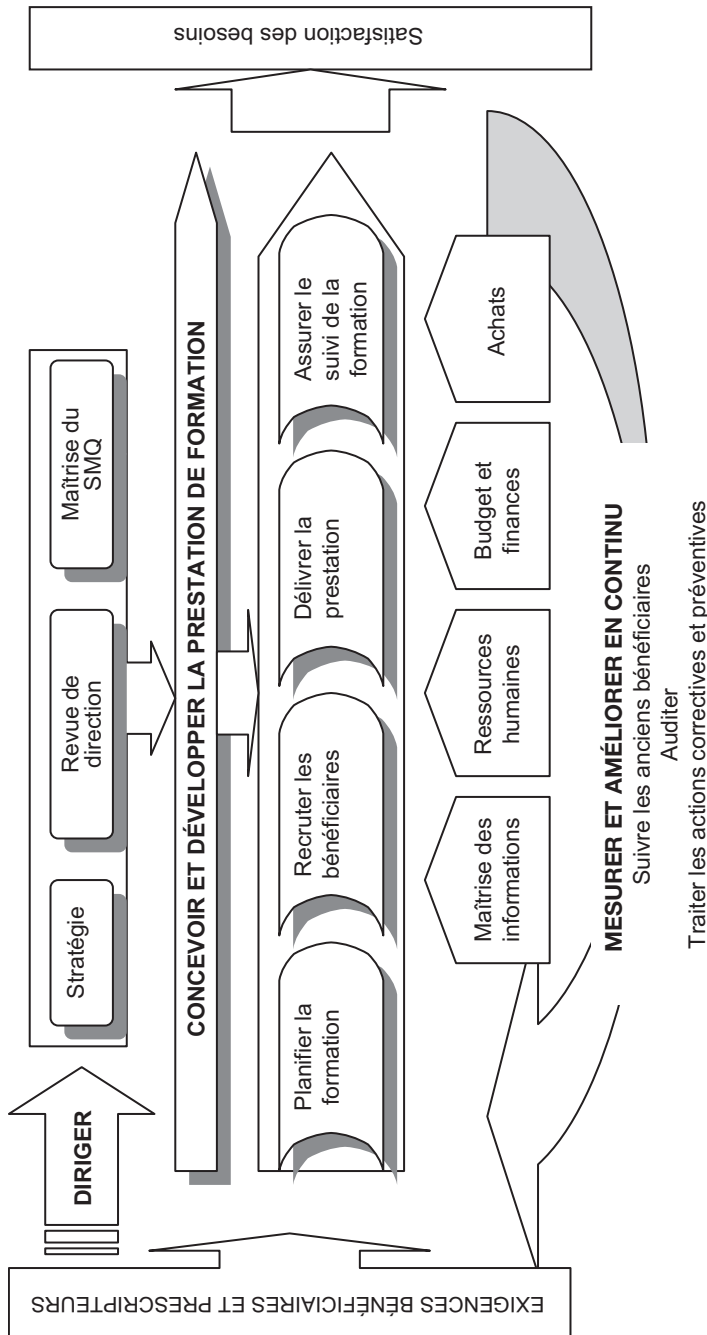 EXIGENCES BÉNÉFICIAIRES ET PRESCRIPTEURS
DIRIGER
Stratégie
Revue de
direction
Maîtrise du
SMQ
CONCEVOIR ET DÉVELOPPER LA PRESTATION DE FORMATION
Planifier la
formation
Recruter les
bénéficiaires
Délivrer la
prestation
Assurer le
suivi de la
formation
Maîtrise des
informations
Ressources
humaines
Budget et
finances
Achats
MESURER ET AMÉLIORER EN CONTINU
Suivre les anciens bénéficiaires
Auditer
Traiter les actions correctives et préventives
Satisfaction des besoins